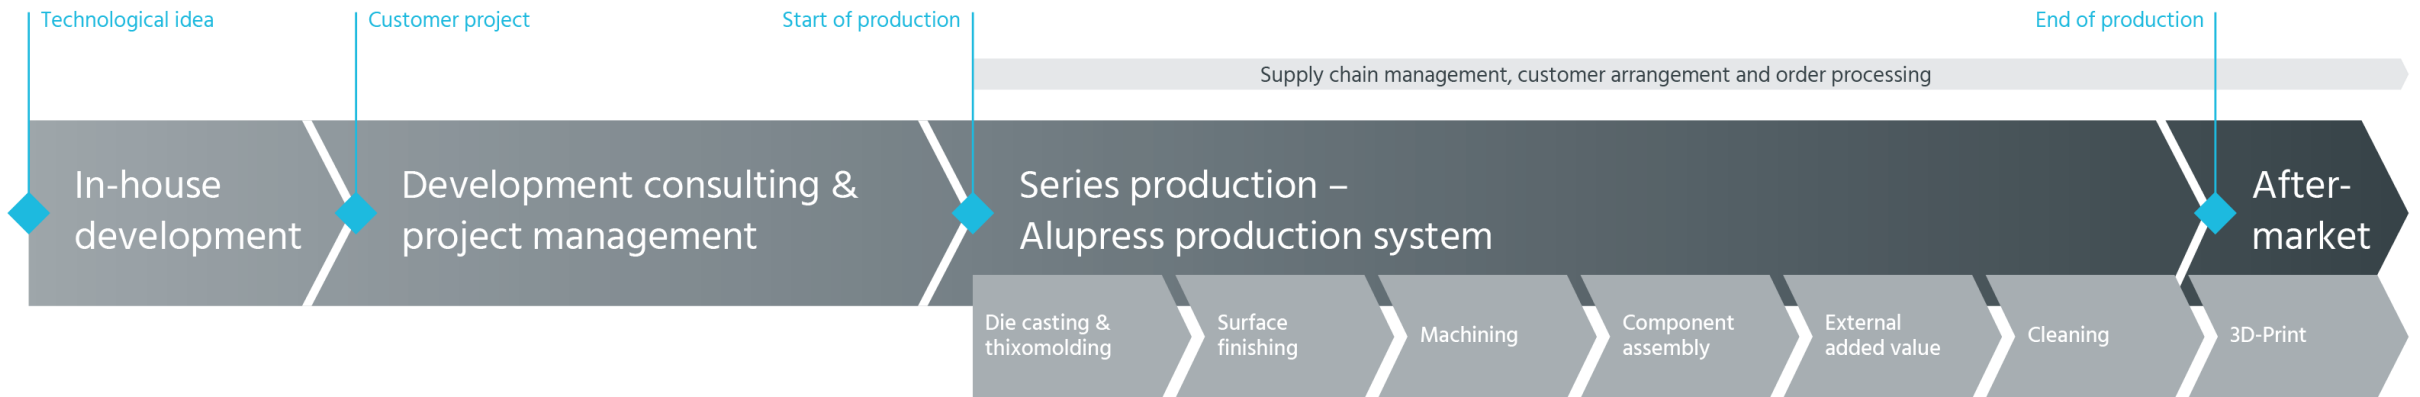 Technological idea
Customer project
Start of production
End of production
Supply chain management, customer arrangement and order processing
In-house
development
Development consulting &
project management
Series production –
Alupress production system
After-
market
Die casting &
thixomolding
Surface
finishing
Machining
Component
assembly
External
added value
Cleaning
3D-Print